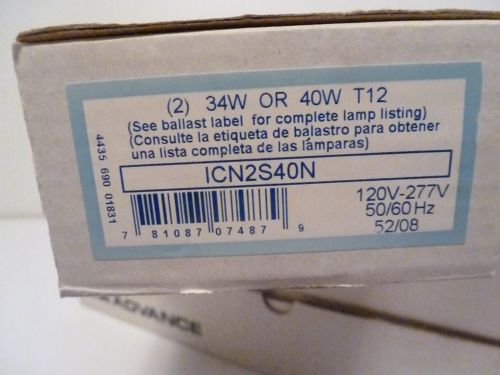 (2) 34W OR 40W T12
(See ballast label for complete lamp listing)
(Consulte la etiqueta de balastro para obtener
una lista completa de las lámparas)
ICN2S40N
120V-277V
50/60 Hz
52/08
7 81087 07487 9
4435 690 01831
ADVANCE